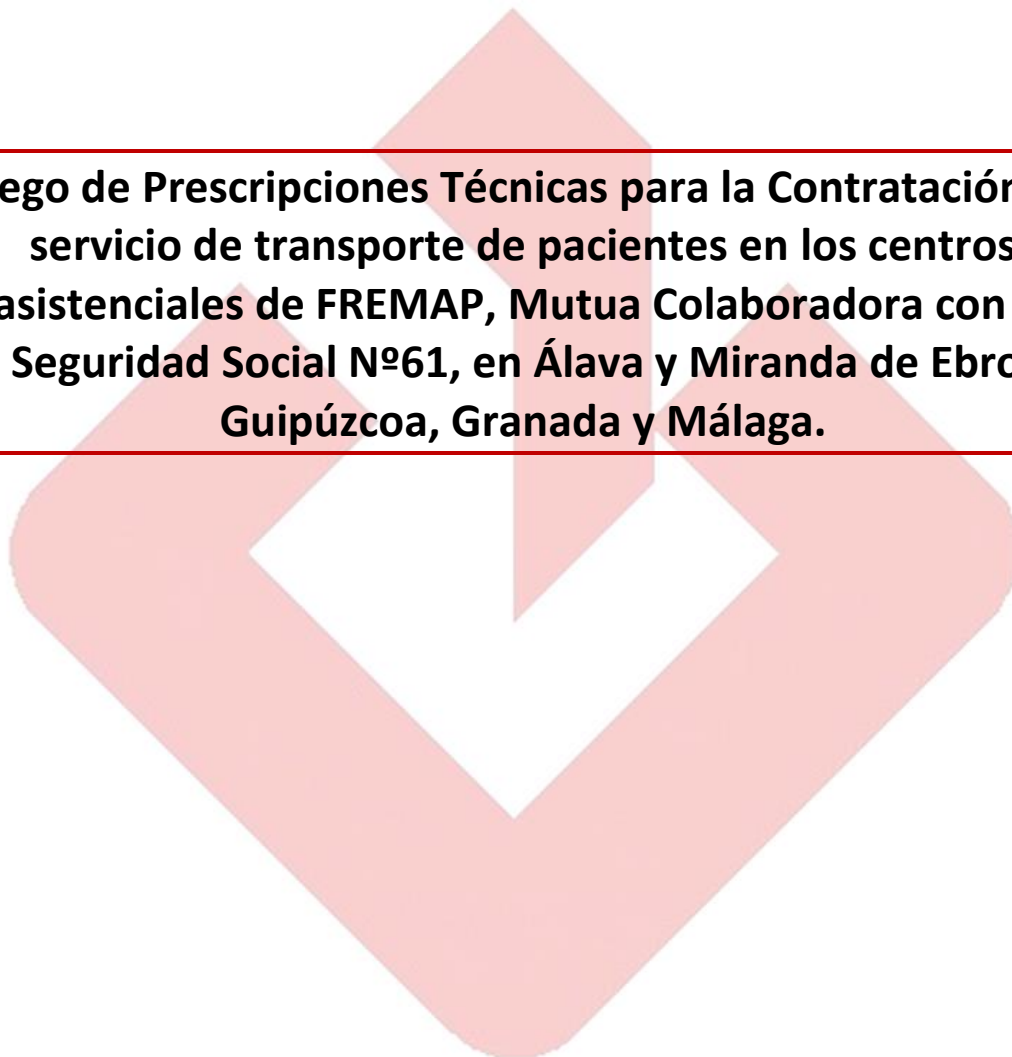 ego de Prescripciones Técnicas para la Contratación
servicio de transporte de pacientes en los centros
asistenciales de FREMAP, Mutua Colaboradora con
Seguridad Social Nº61, en Álava y Miranda de Ebro
Guipúzcoa, Granada y Málaga.